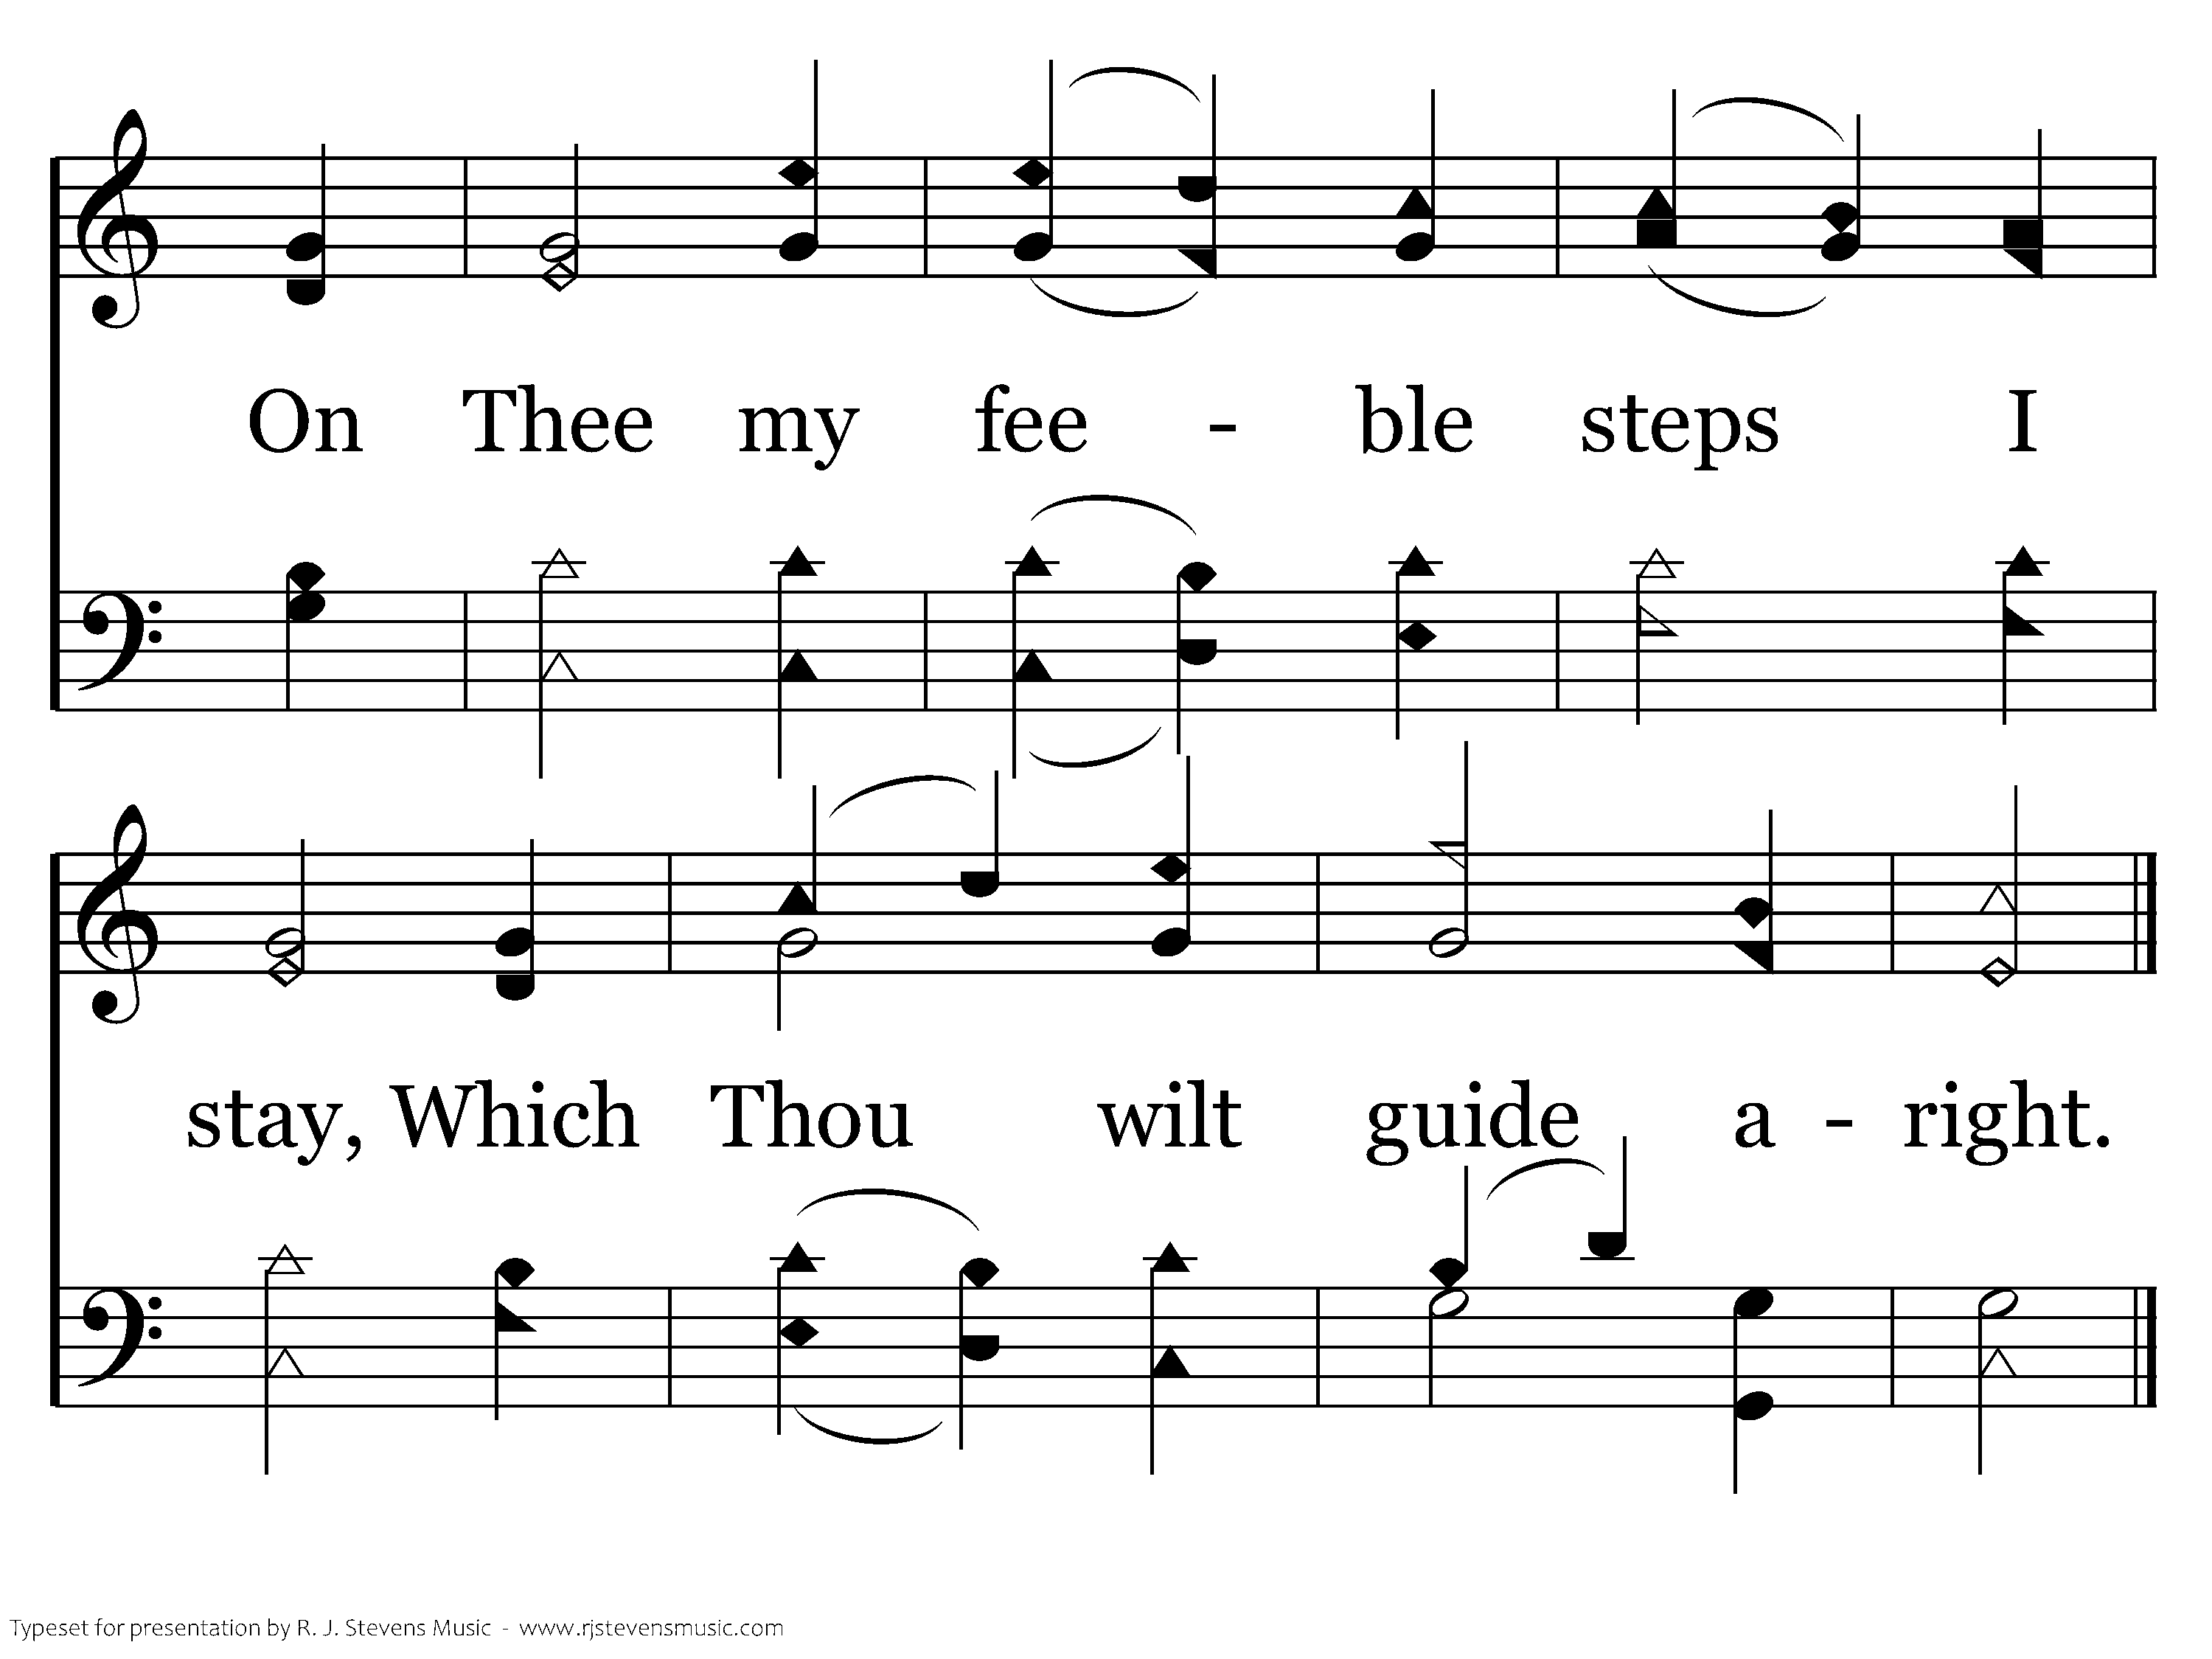 On Thee my fee - ble steps I
stay, Which Thou wilt guide a - right.
Typeset for presentation by R. J. Stevens Music - www.rjstevensmusic.com